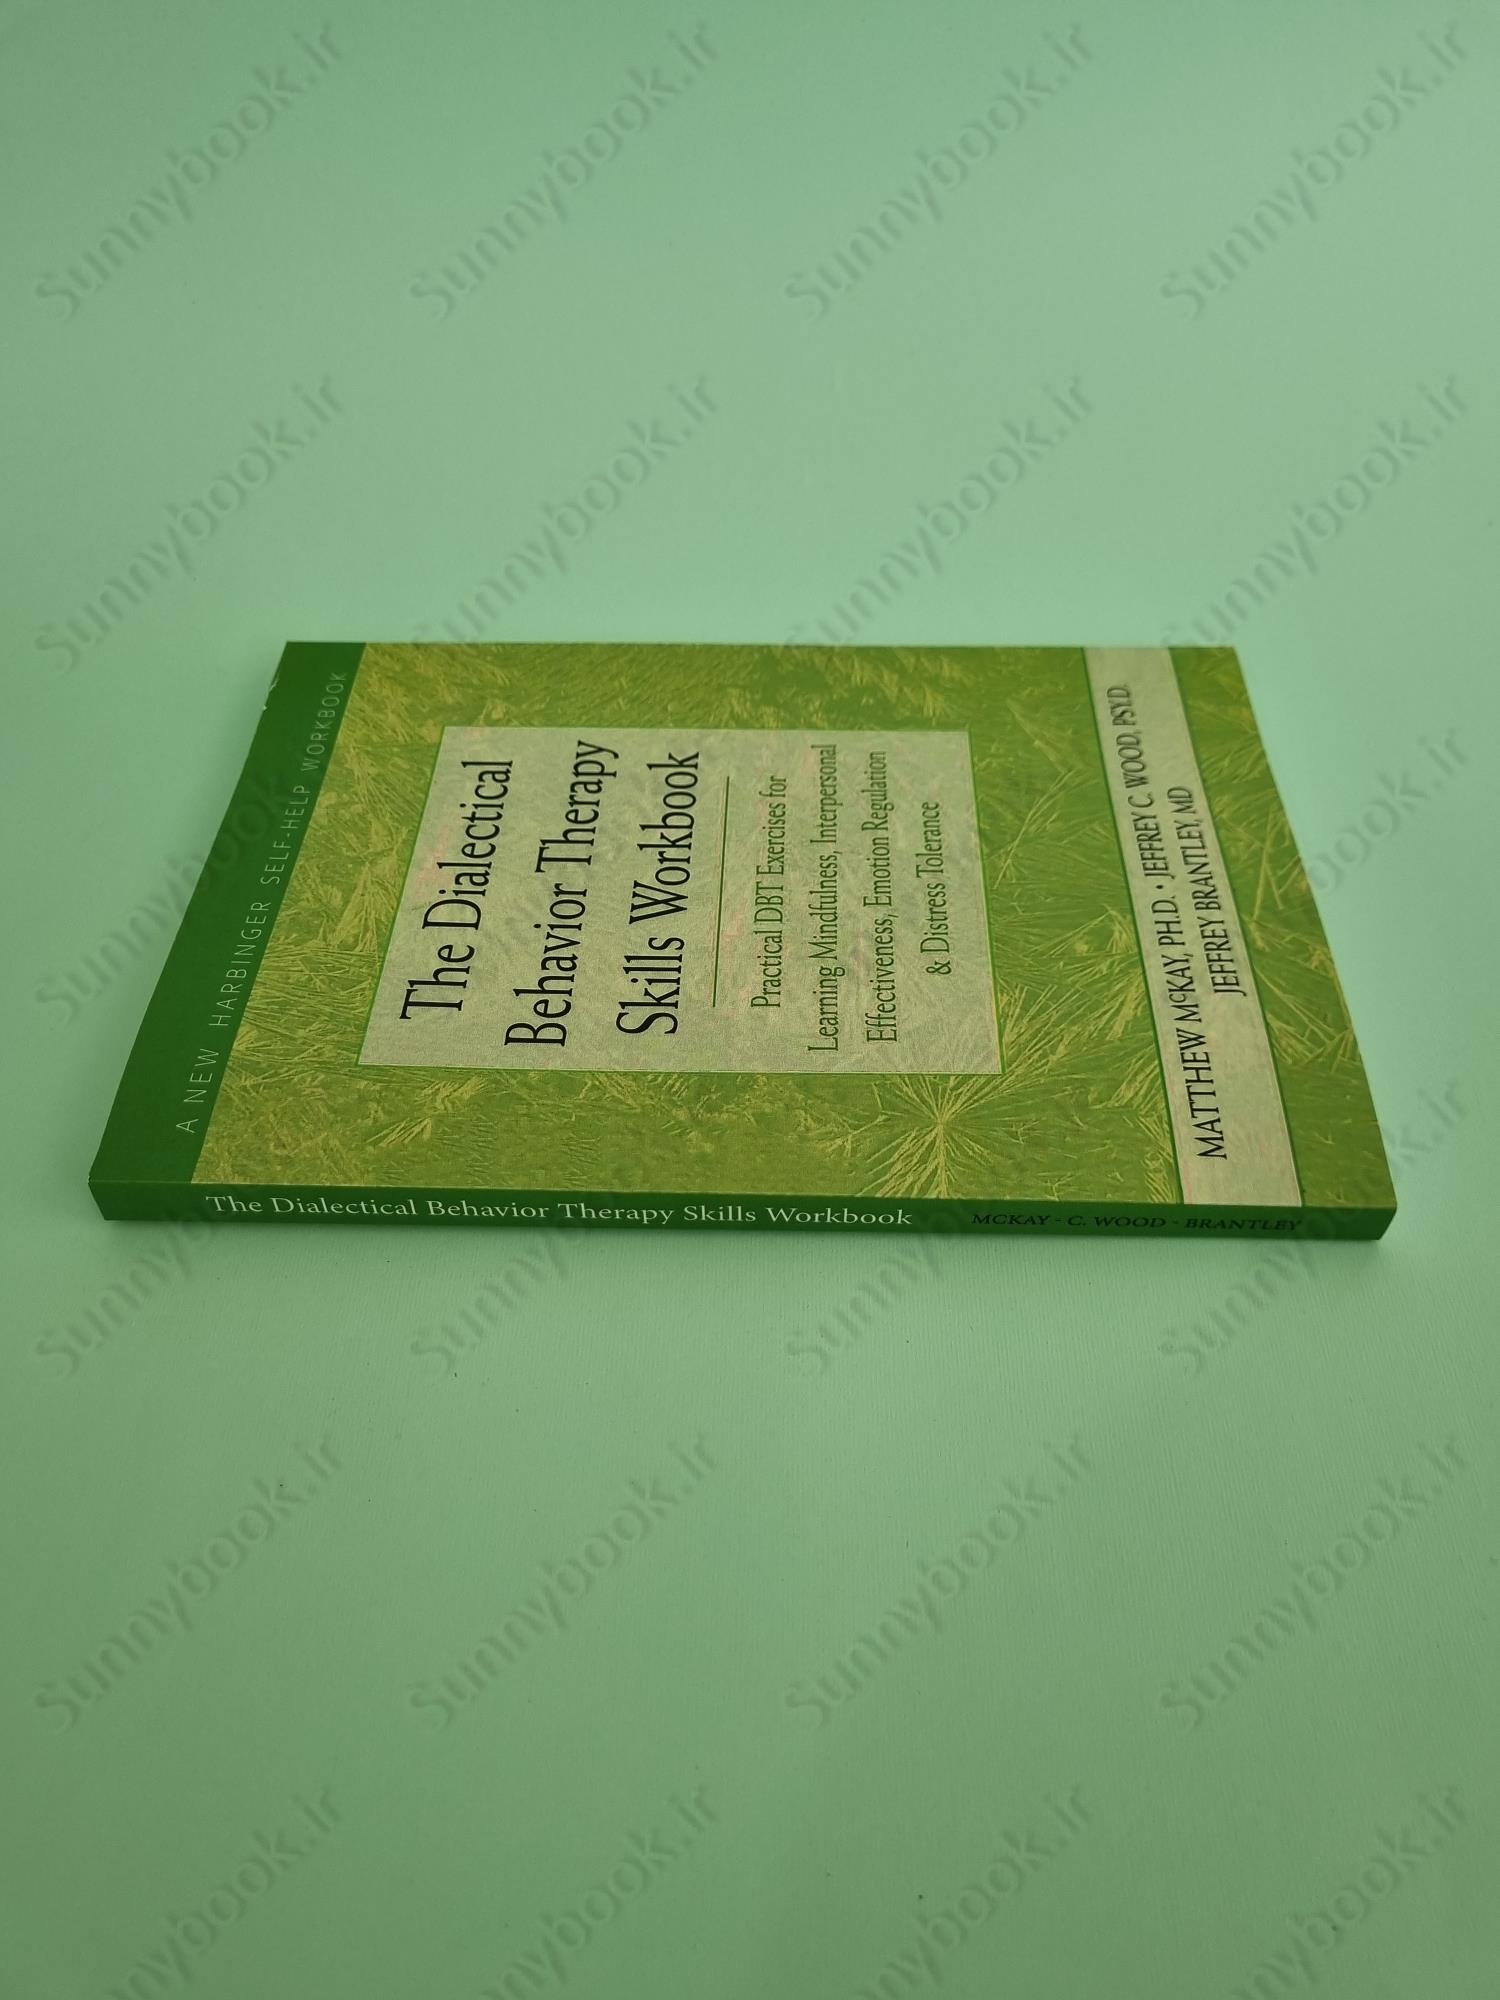 A NEW HARBINGER SELF-HELP WORKBOOK
The Dialectical
Behavior Therapy
Skills Workbook
Practical DBT Exercises for
Learning Mindfulness, Interpersonal
Effectiveness, Emotion Regulation
& Distress Tolerance
MATTHEW MCKAY, PH.D. • JEFFREY C. WOOD, PSY.D.
JEFFREY BRANTLEY, MD
The Dialectical Behavior Therapy Skills Workbook MCKAY - C. WOOD - BRANTLEY
Sunnybook.ir